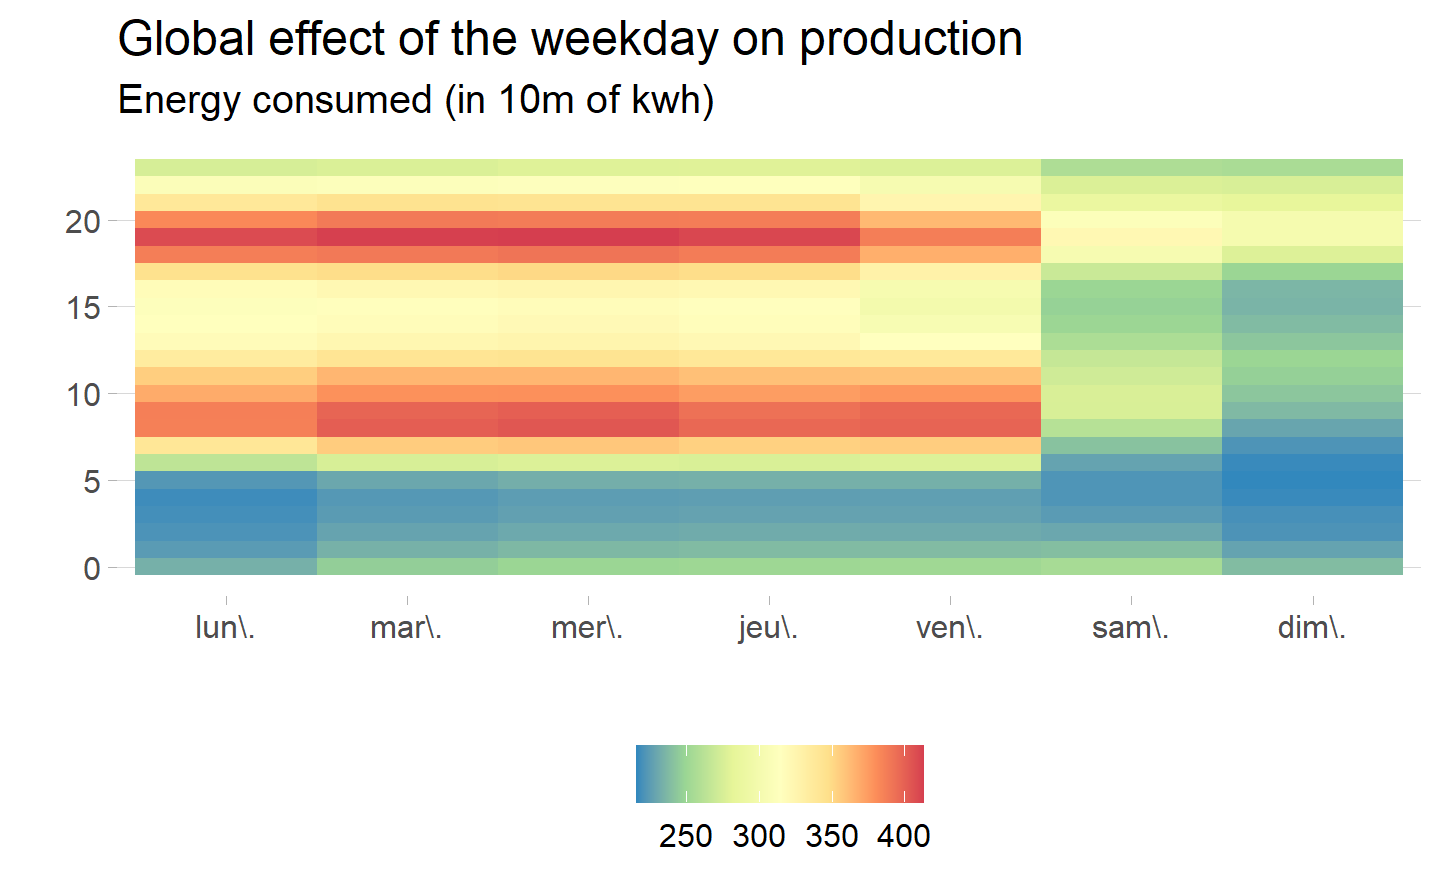 Global effect of the weekday on production
Energy consumed (in 10m of kwh)
20
15
10
5
0
lun\. mar\. mer\. jeu\. ven\. sam\. dim\.
250 300 350 400